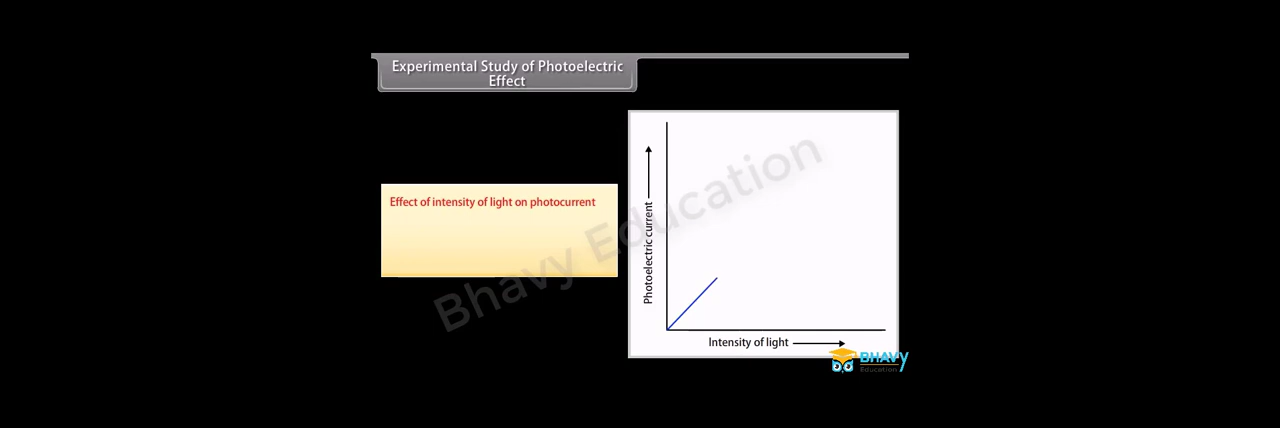 Experimental Study of Photoelectric
Effect
Effect of intensity of light on photocurrent
Photoelectric current
Intensity of light
Bhavy Education
BHAVY
Education